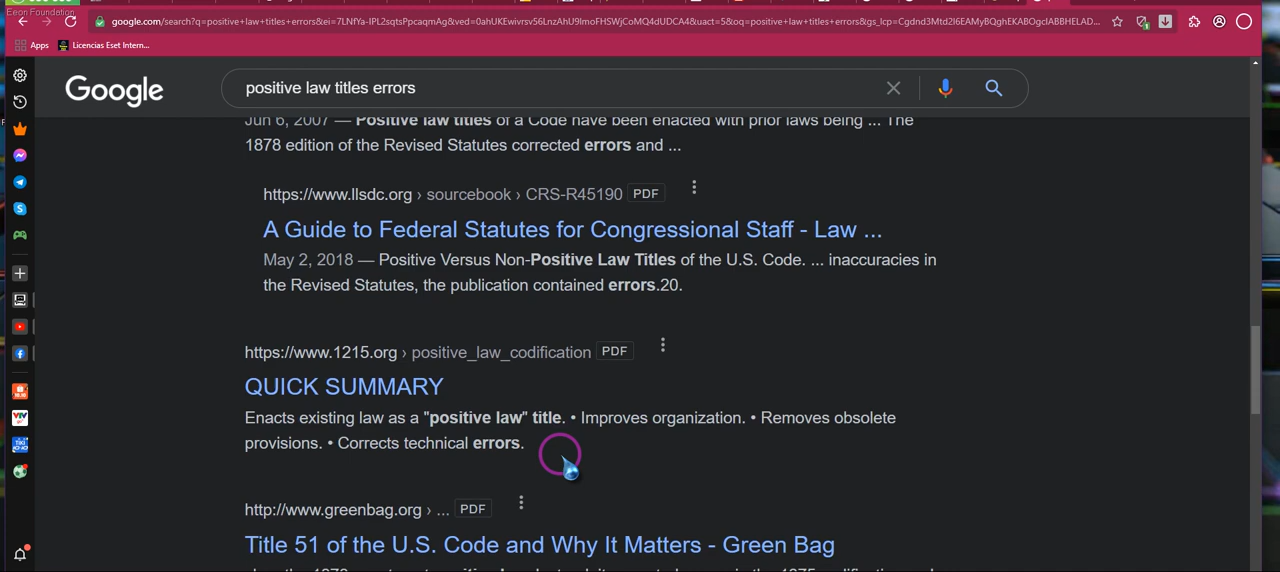 Eeon Foundation
google.com/search?q=positive+law+titles+errors&ei=7LNfYa-IPL2sqtsPpcaqmAg&ved=0ahUKEwivrsv56LnzAhU9lmoFHSWjCoMQ4dUDCA4&uact=5&oq=positive+law+titles+errors&gs_lcp=Cgdnd3Mtd2l6EAMyBQghEKABOgcIABBHELAD...
Apps Licencias Eset Intern...
Google positive law titles errors
Jun 6, 2007 — Positive law titles of a Code have been enacted with prior laws being ... The
1878 edition of the Revised Statutes corrected errors and ...
https://www.llsdc.org › sourcebook › CRS-R45190 PDF
A Guide to Federal Statutes for Congressional Staff - Law ...
May 2, 2018 — Positive Versus Non-Positive Law Titles of the U.S. Code. ... inaccuracies in
the Revised Statutes, the publication contained errors.20.
https://www.1215.org › positive_law_codification PDF
QUICK SUMMARY
Enacts existing law as a "positive law" title. • Improves organization. • Removes obsolete
provisions. • Corrects technical errors.
http://www.greenbag.org › ... PDF
Title 51 of the U.S. Code and Why It Matters - Green Bag